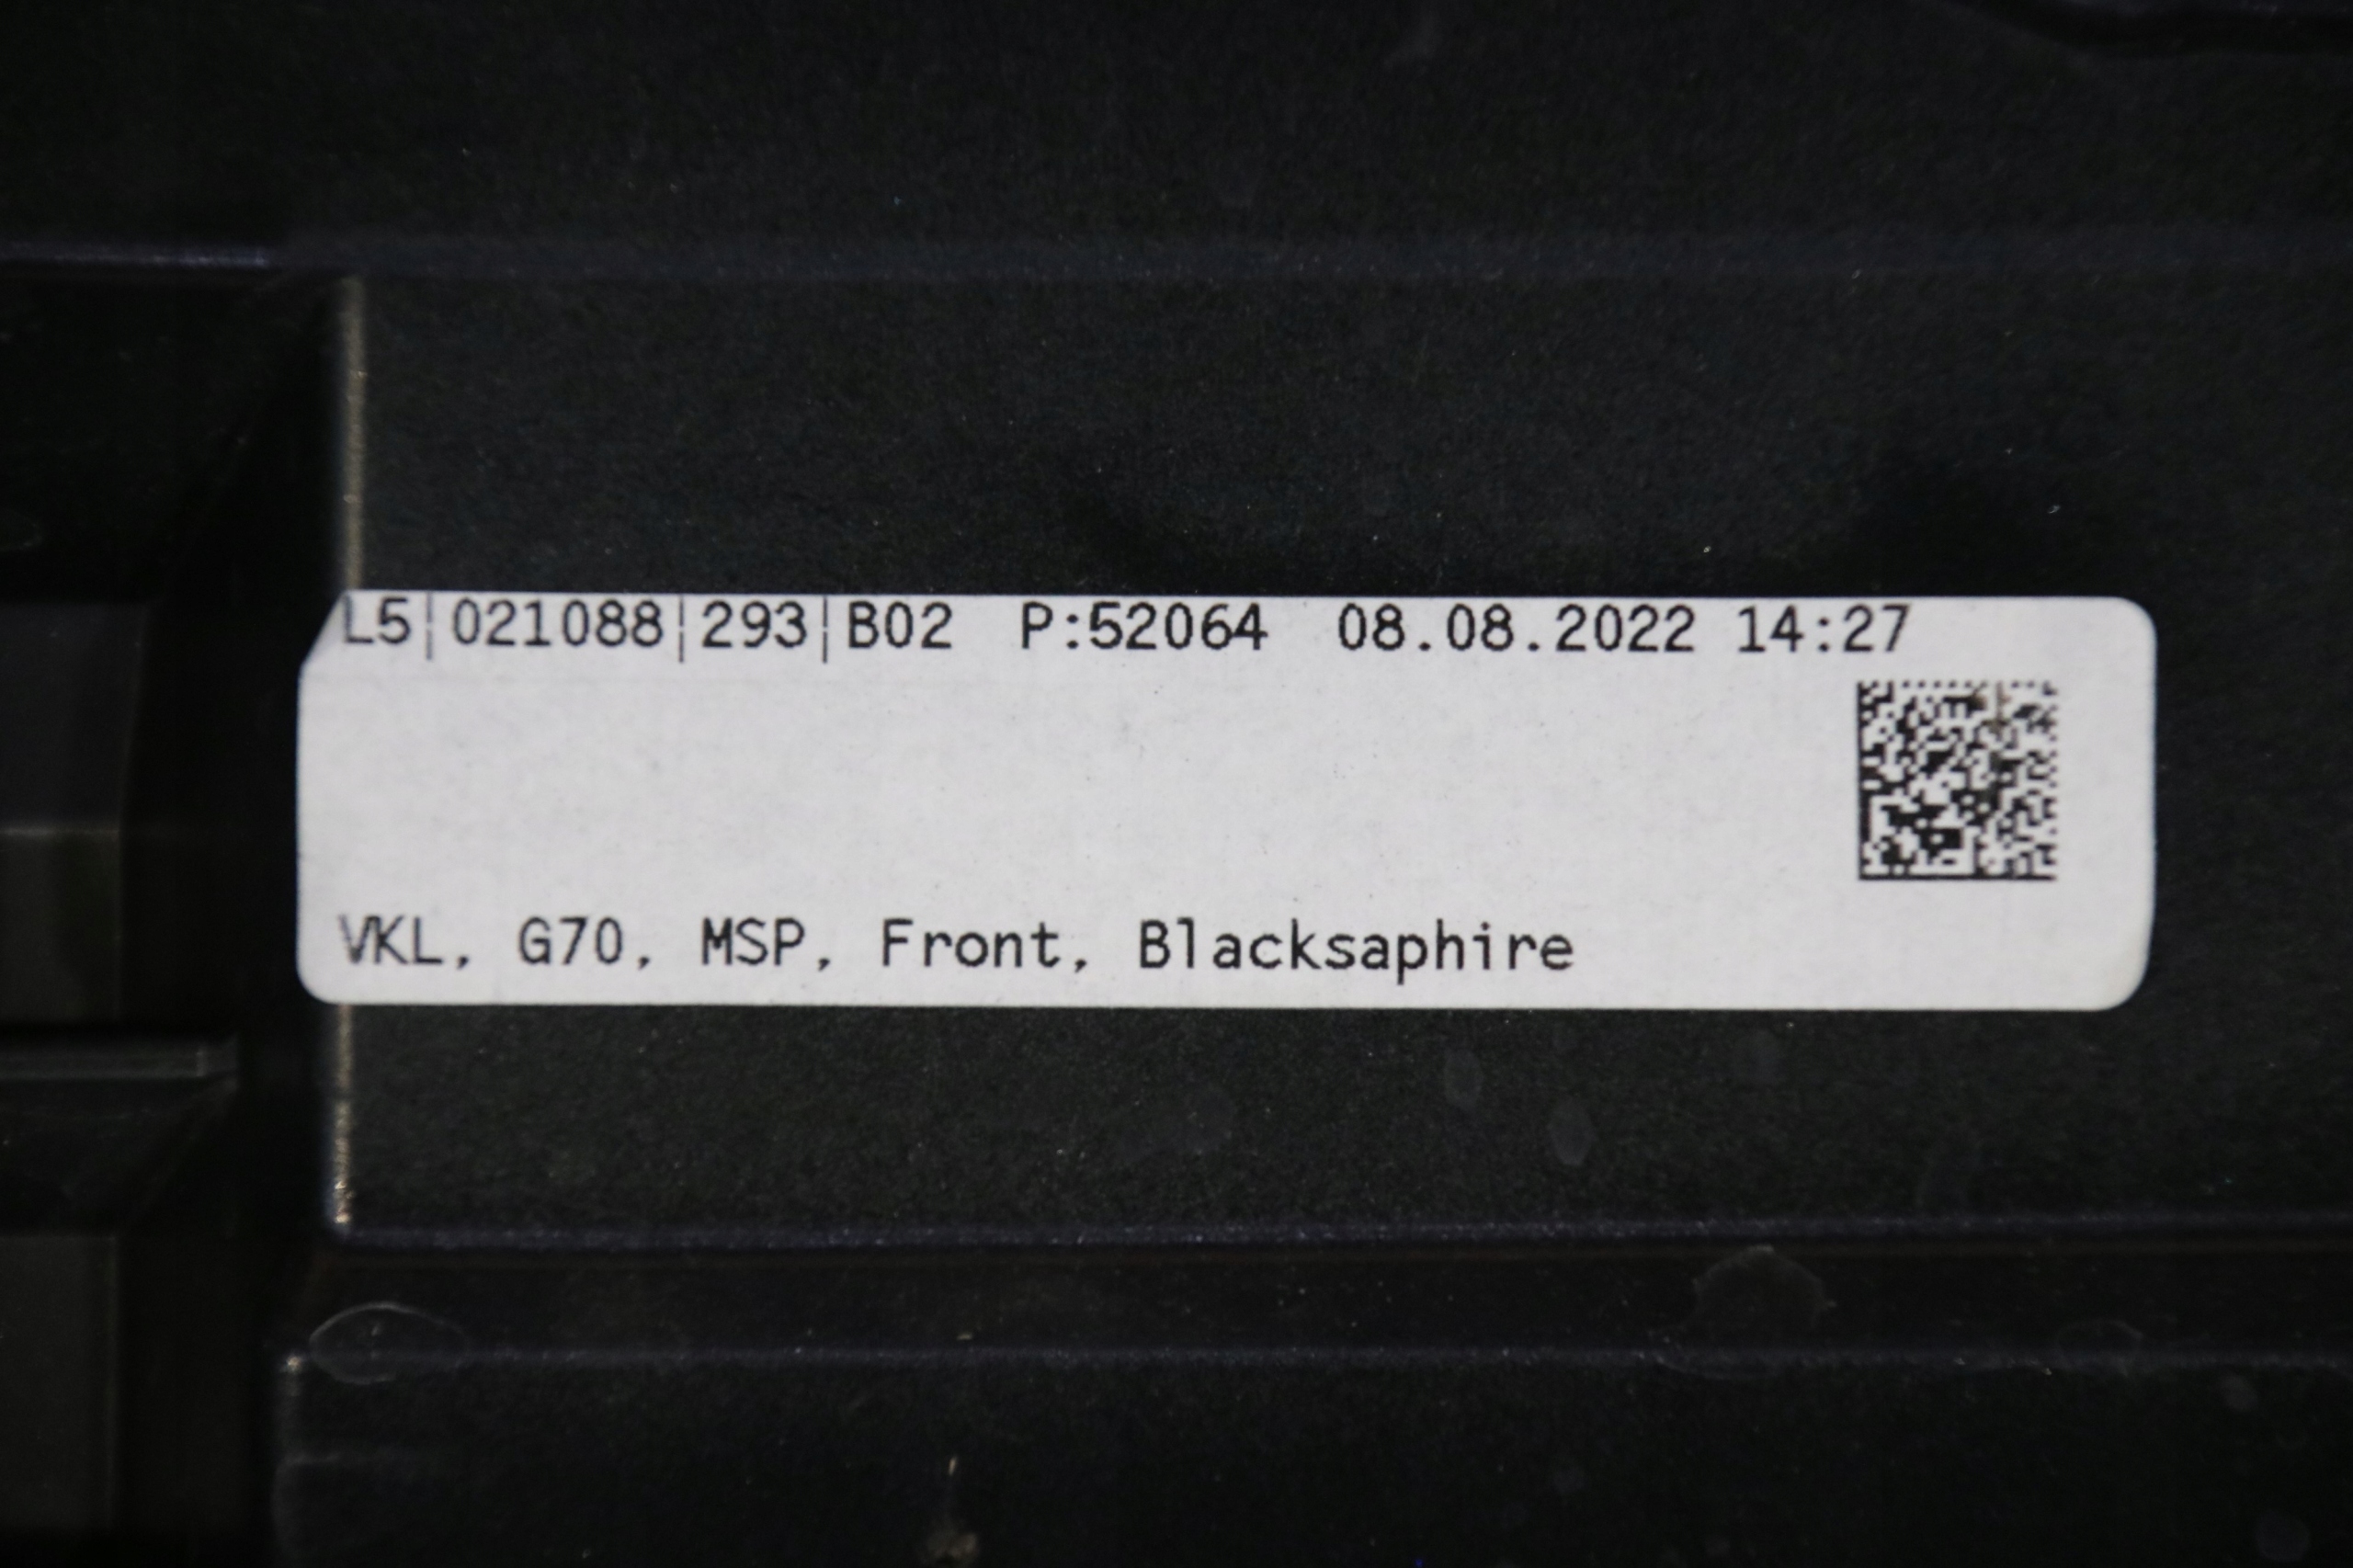 L5|021088|293|B02 P:52064 08.08.2022 14:27
VKL, G70, MSP, Front, Blacksaphire